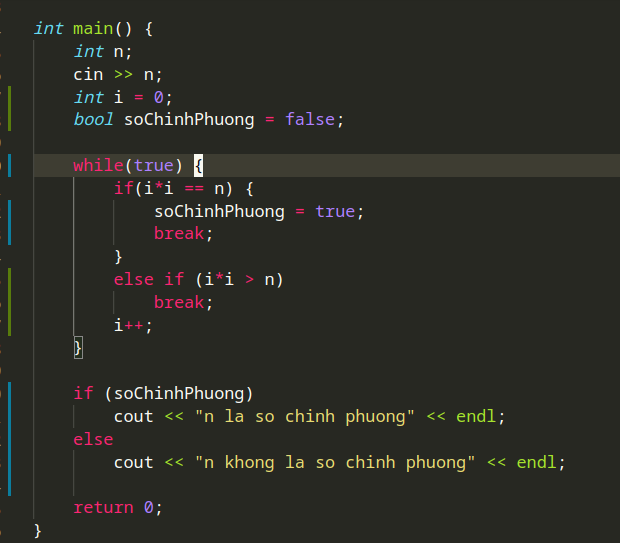 int main() {
int n;
cin >> n;
int i = 0;
bool soChinhPhuong = false;
while(true) {
if(i*i == n) {
soChinhPhuong = true;
break;
}
else if (i*i > n)
break;
i++;
}
if (soChinhPhuong)
cout << "n la so chinh phuong" << endl;
else
cout << "n khong la so chinh phuong" << endl;
return 0;
}